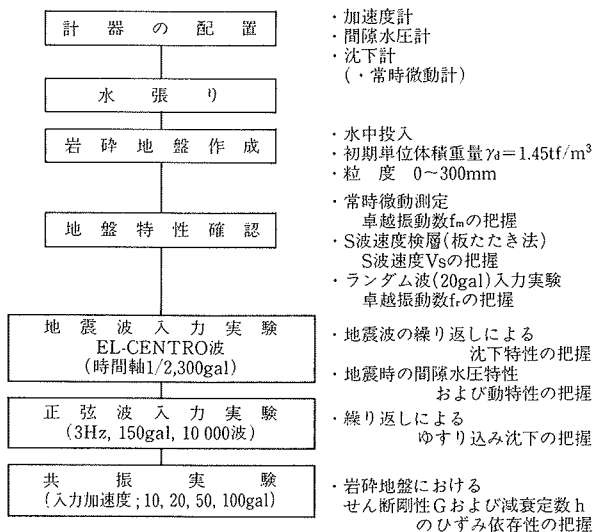 計器の配置
・加速度計
・間隙水圧計
・沈下計
(・常時微動計)
水張り
岩砕地盤作成
・水中投入
・初期単位体積重量γd＝1.45tf/m³
・粒　度　0～300mm
地盤特性確認
・常時微動測定
卓越振動数fmの把握
・S波速度検層(板たたき法)
S波速度Vsの把握
・ランダム波(20gal)入力実験
卓越振動数frの把握
地震波入力実験
EL-CENTRO波
(時間軸1/2,300gal)
・地震波の繰り返しによる
沈下特性の把握
・地震時の間隙水圧特性
および動特性の把握
正弦波入力実験
(3Hz, 150gal, 10 000波)
・繰り返しによる
ゆすり込み沈下の把握
共振実験
(入力加速度；10, 20, 50, 100gal)
・岩砕地盤における
せん断剛性Gおよび減衰定数h
のひずみ依存性の把握